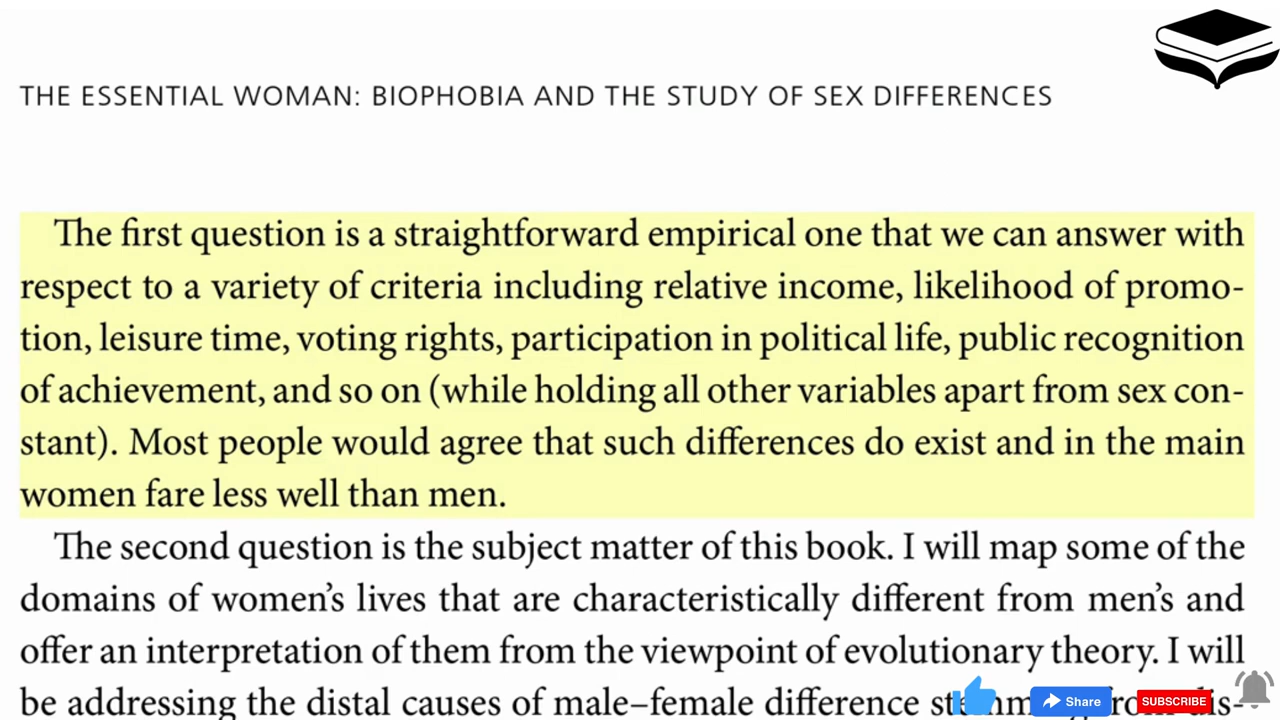 THE ESSENTIAL WOMAN: BIOPHOBIA AND THE STUDY OF SEX DIFFERENCES
The first question is a straightforward empirical one that we can answer with
respect to a variety of criteria including relative income, likelihood of promo-
tion, leisure time, voting rights, participation in political life, public recognition
of achievement, and so on (while holding all other variables apart from sex con-
stant). Most people would agree that such differences do exist and in the main
women fare less well than men.
The second question is the subject matter of this book. I will map some of the
domains of women's lives that are characteristically different from men's and
offer an interpretation of them from the viewpoint of evolutionary theory. I will
be addressing the distal causes of male–female difference
Share
SUBSCRIBE